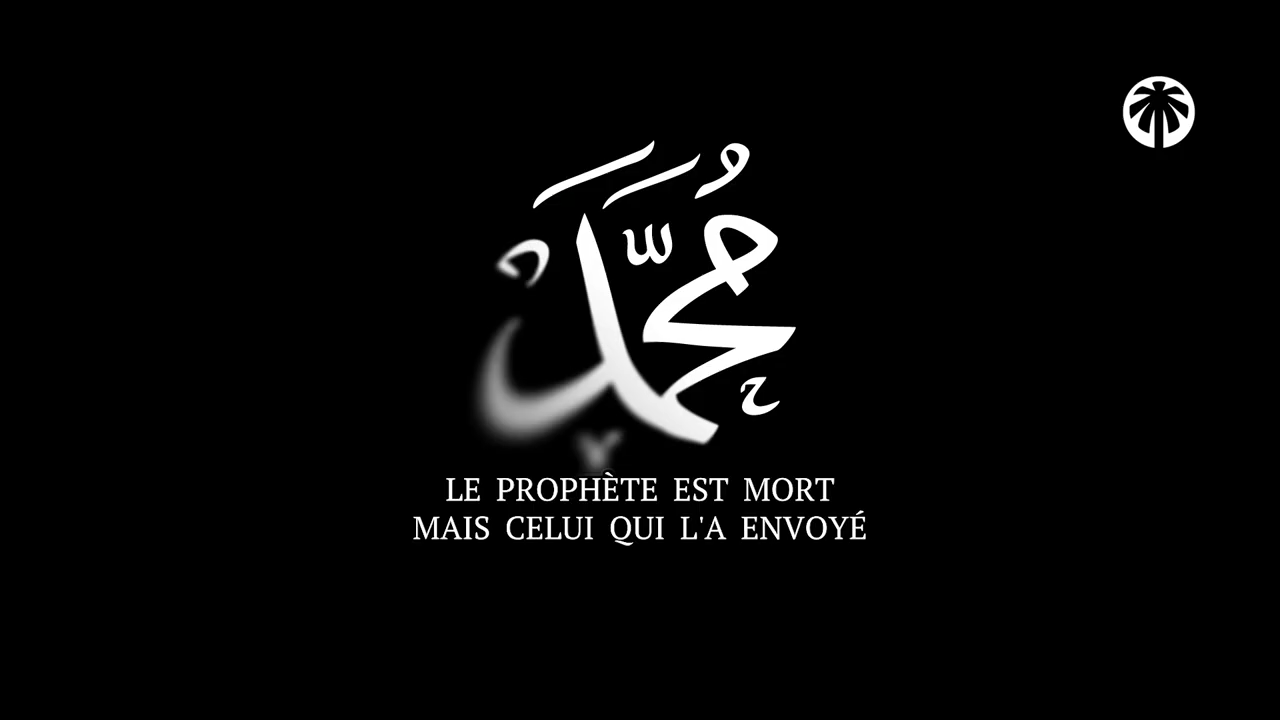 مُحَمَّدٌ
LE PROPHÈTE EST MORT
MAIS CELUI QUI L'A ENVOYÉ